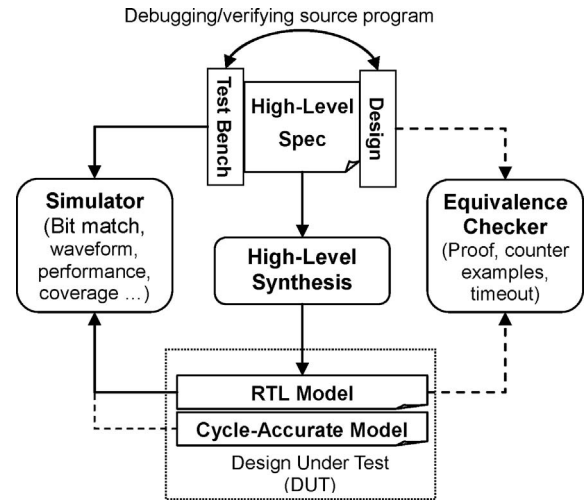 Debugging/verifying source program
Test Bench
High-Level
Spec
Design
Simulator
(Bit match,
waveform,
performance,
coverage ...)
High-Level
Synthesis
Equivalence
Checker
(Proof, counter
examples,
timeout)
RTL Model
Cycle-Accurate Model
Design Under Test
(DUT)